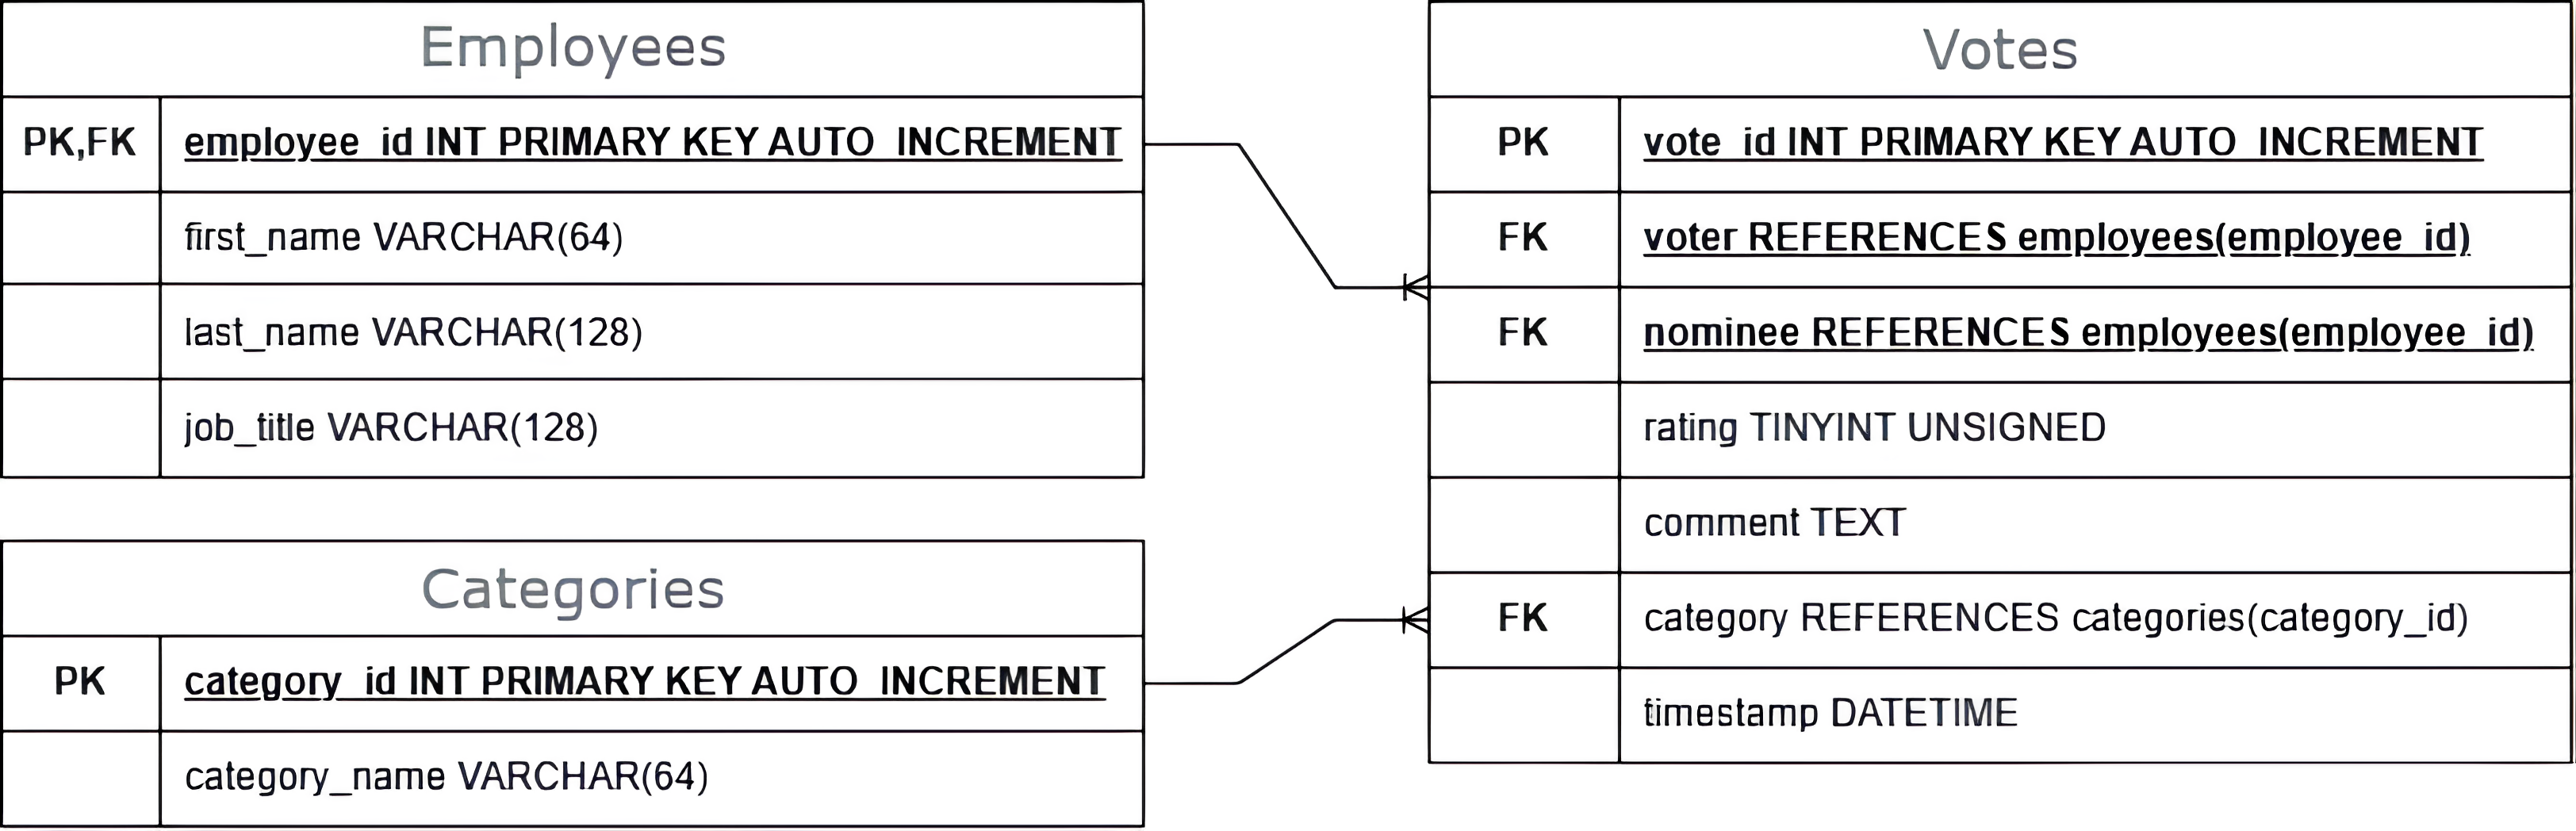 Employees
PK,FK employee_id INT PRIMARY KEY AUTO_INCREMENT
first_name VARCHAR(64)
last_name VARCHAR(128)
job_title VARCHAR(128)
Categories
PK category_id INT PRIMARY KEY AUTO_INCREMENT
category_name VARCHAR(64)
Votes
PK vote_id INT PRIMARY KEY AUTO_INCREMENT
FK voter REFERENCES employees(employee_id)
FK nominee REFERENCES employees(employee_id)
rating TINYINT UNSIGNED
comment TEXT
FK category REFERENCES categories(category_id)
timestamp DATETIME